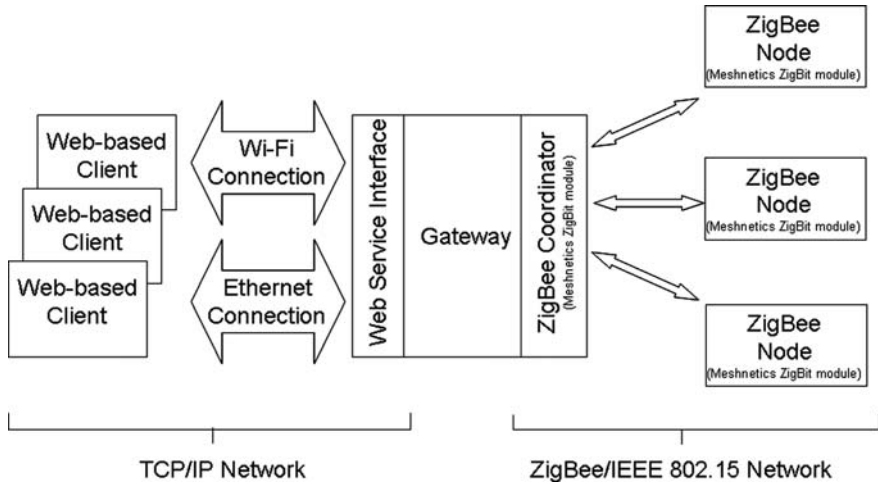 Web-based
Client
Web-based
Client
Web-based
Client
Wi-Fi
Connection
Ethernet
Connection
Web Service Interface
Gateway
ZigBee Coordinator
(Meshnetics ZigBit module)
ZigBee
Node
(Meshnetics ZigBit module)
ZigBee
Node
(Meshnetics ZigBit module)
ZigBee
Node
(Meshnetics ZigBit module)
TCP/IP Network
ZigBee/IEEE 802.15 Network